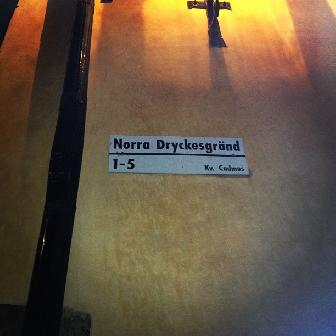 Norra Dryckesgränd
1-5 Kv. Cadmus